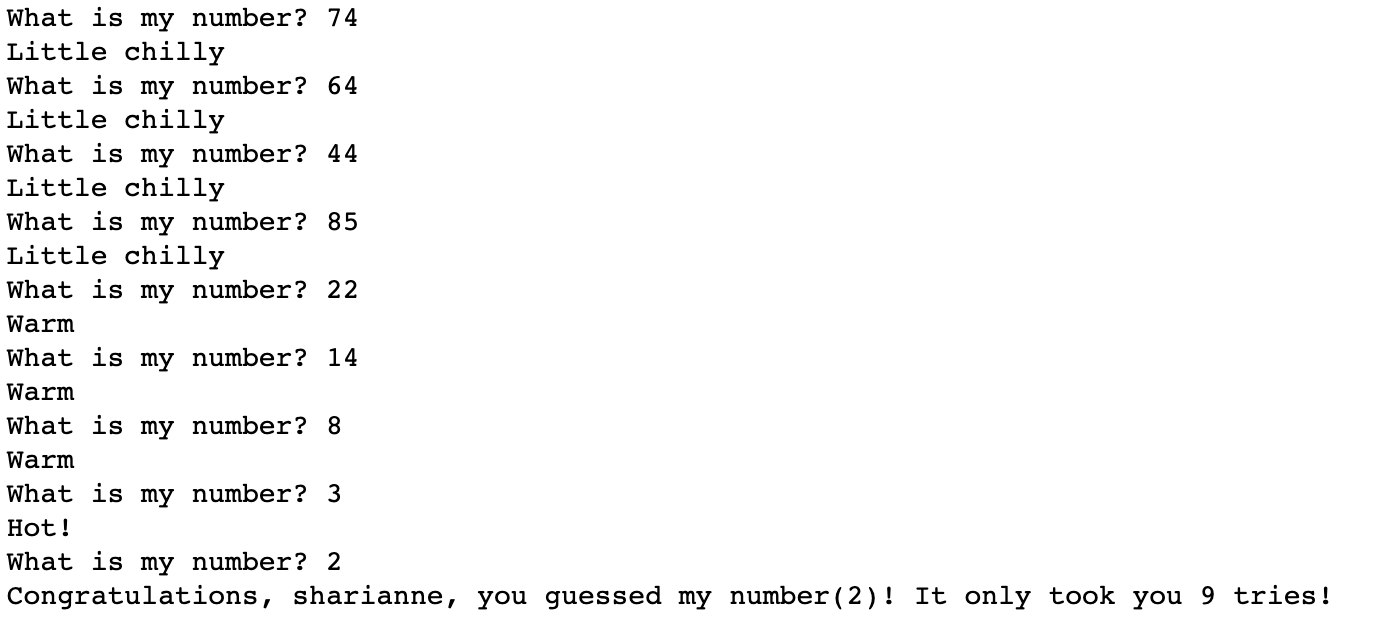 What is my number? 74
Little chilly
What is my number? 64
Little chilly
What is my number? 44
Little chilly
What is my number? 85
Little chilly
What is my number? 22
Warm
What is my number? 14
Warm
What is my number? 8
Warm
What is my number? 3
Hot!
What is my number? 2
Congratulations, sharianne, you guessed my number(2)! It only took you 9 tries!